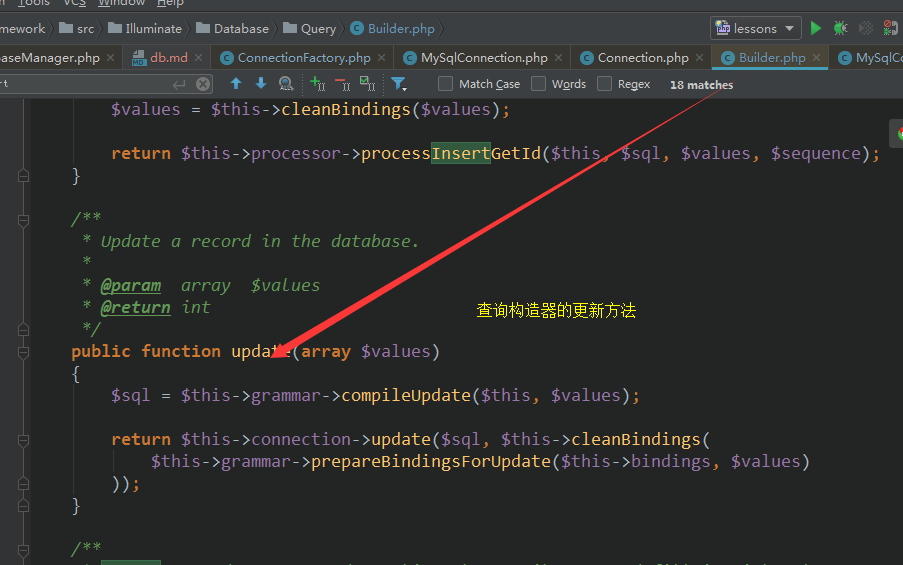 Tools VCS Window Help
mework src Illuminate Database Query Builder.php lessons
baseManager.php db.md ConnectionFactory.php MySqlConnection.php Connection.php Builder.php MySqlCo
rt Match Case Words Regex 18 matches
$values = $this->cleanBindings($values);
return $this->processor->processInsertGetId($this, $sql, $values, $sequence);
}
/**
* Update a record in the database.
*
* @param array $values
* @return int
*/
查询构造器的更新方法
public function update(array $values)
{
$sql = $this->grammar->compileUpdate($this, $values);
return $this->connection->update($sql, $this->cleanBindings(
$this->grammar->prepareBindingsForUpdate($this->bindings, $values)
));
}
/**